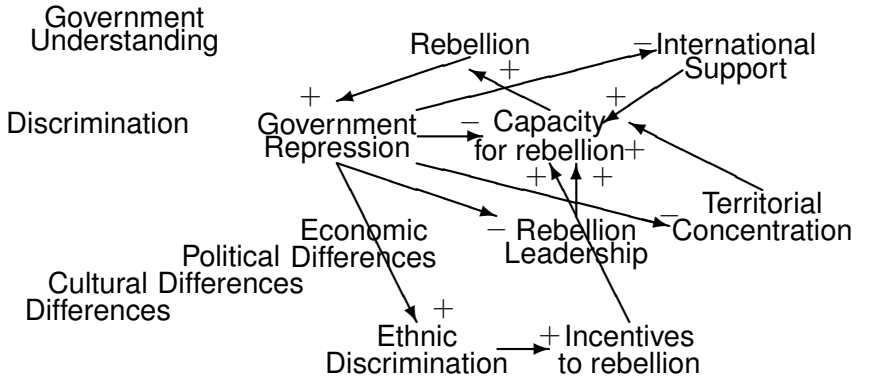 Government
Understanding
Rebellion
− International
Support
+
+
+
Discrimination
Government
Repression
− Capacity
for rebellion+
+
+
Territorial
− Concentration
Economic
− Rebellion
Leadership
Political Differences
Cultural Differences
Differences
+
Ethnic
Discrimination
+ Incentives
to rebellion